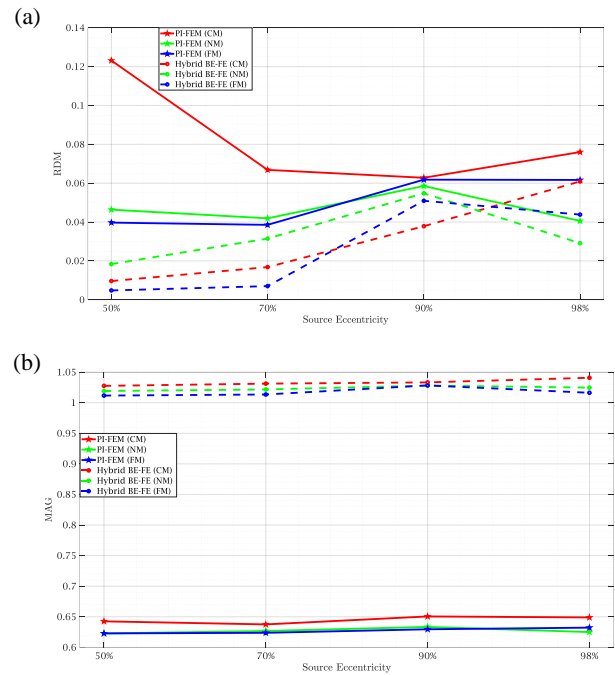 (a)
0.14
0.12
0.1
0.08
0.06
0.04
0.02
0
RDM
PI-FEM (CM)
PI-FEM (NM)
PI-FEM (FM)
Hybrid BE-FE (CM)
Hybrid BE-FE (NM)
Hybrid BE-FE (FM)
50%
70%
90%
98%
Source Eccentricity
(b)
1.05
1
0.95
0.9
0.85
0.8
0.75
0.7
0.65
0.6
MAG
PI-FEM (CM)
PI-FEM (NM)
PI-FEM (FM)
Hybrid BE-FE (CM)
Hybrid BE-FE (NM)
Hybrid BE-FE (FM)
50%
70%
90%
98%
Source Eccentricity